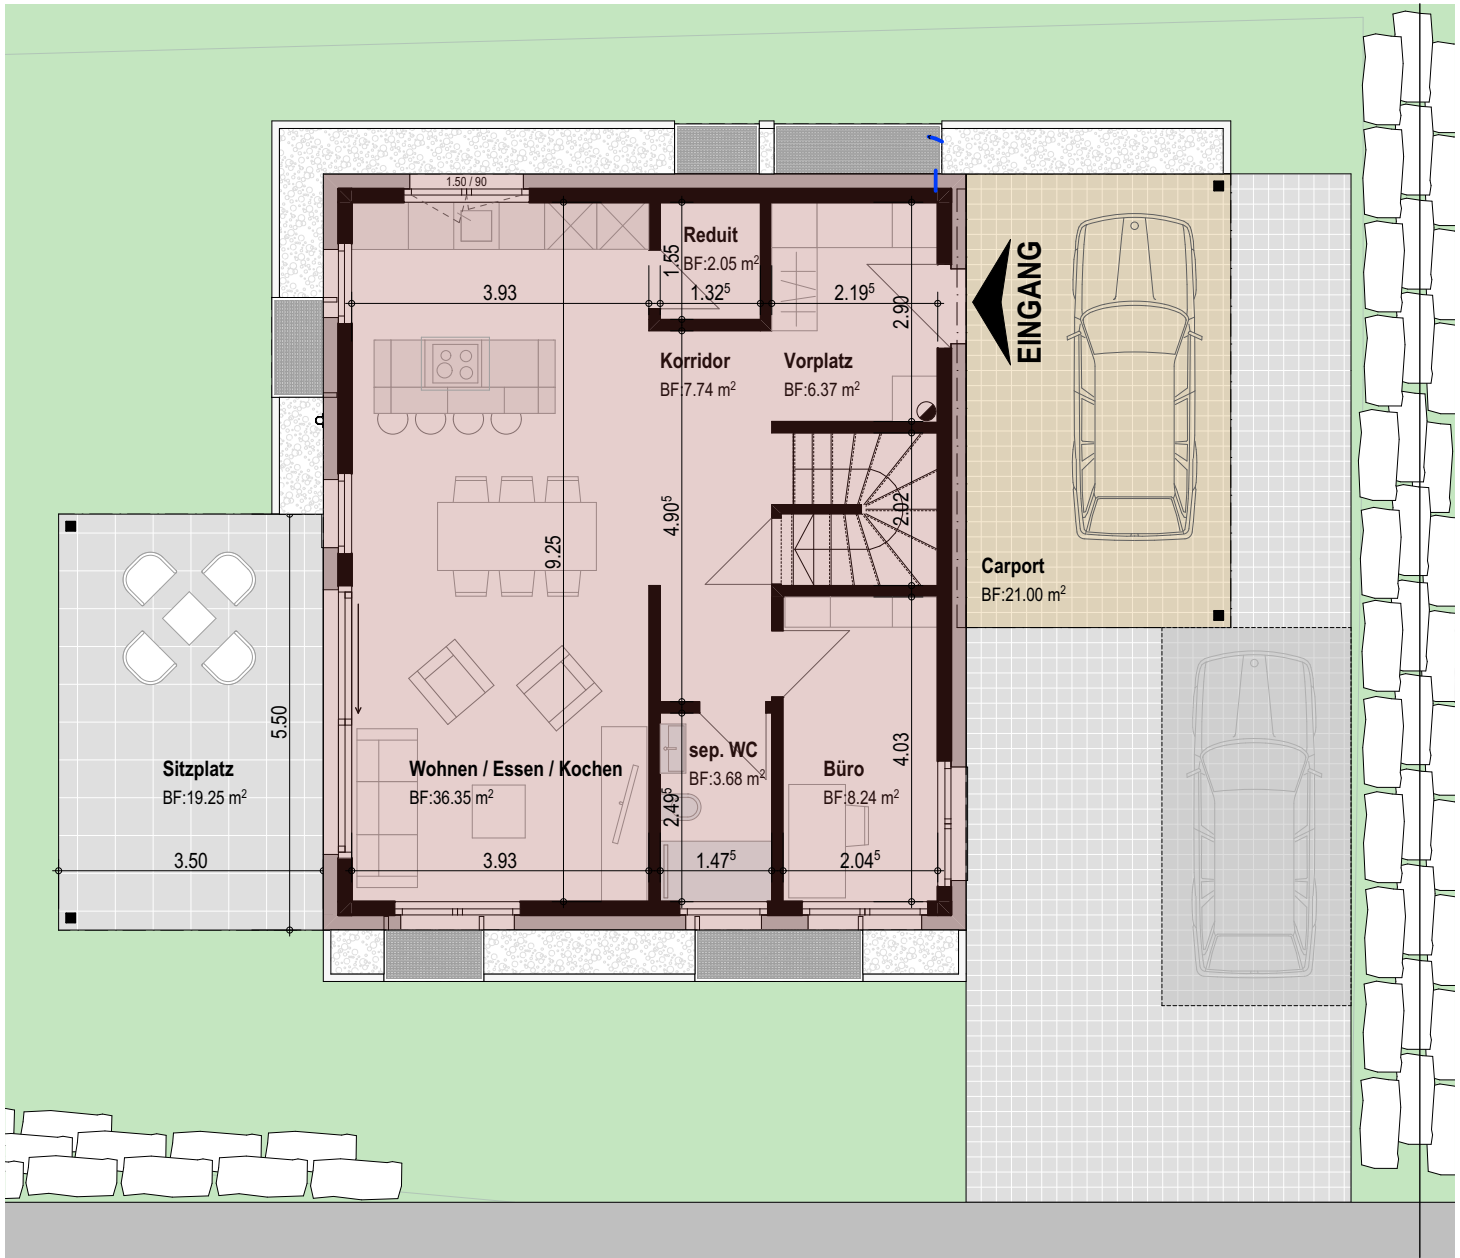 1.50 / 90
Reduit
BF:2.05 m²
1.55
3.93
1.32⁵
2.19⁵
2.90
EINGANG
Korridor
BF:7.74 m²
Vorplatz
BF:6.37 m²
4.90⁵
2.02
9.25
Carport
BF:21.00 m²
5.50
4.03
Sitzplatz
BF:19.25 m²
Wohnen / Essen / Kochen
BF:36.35 m²
sep. WC
BF:3.68 m²
2.49⁵
Büro
BF:8.24 m²
3.50
3.93
1.47⁵
2.04⁵